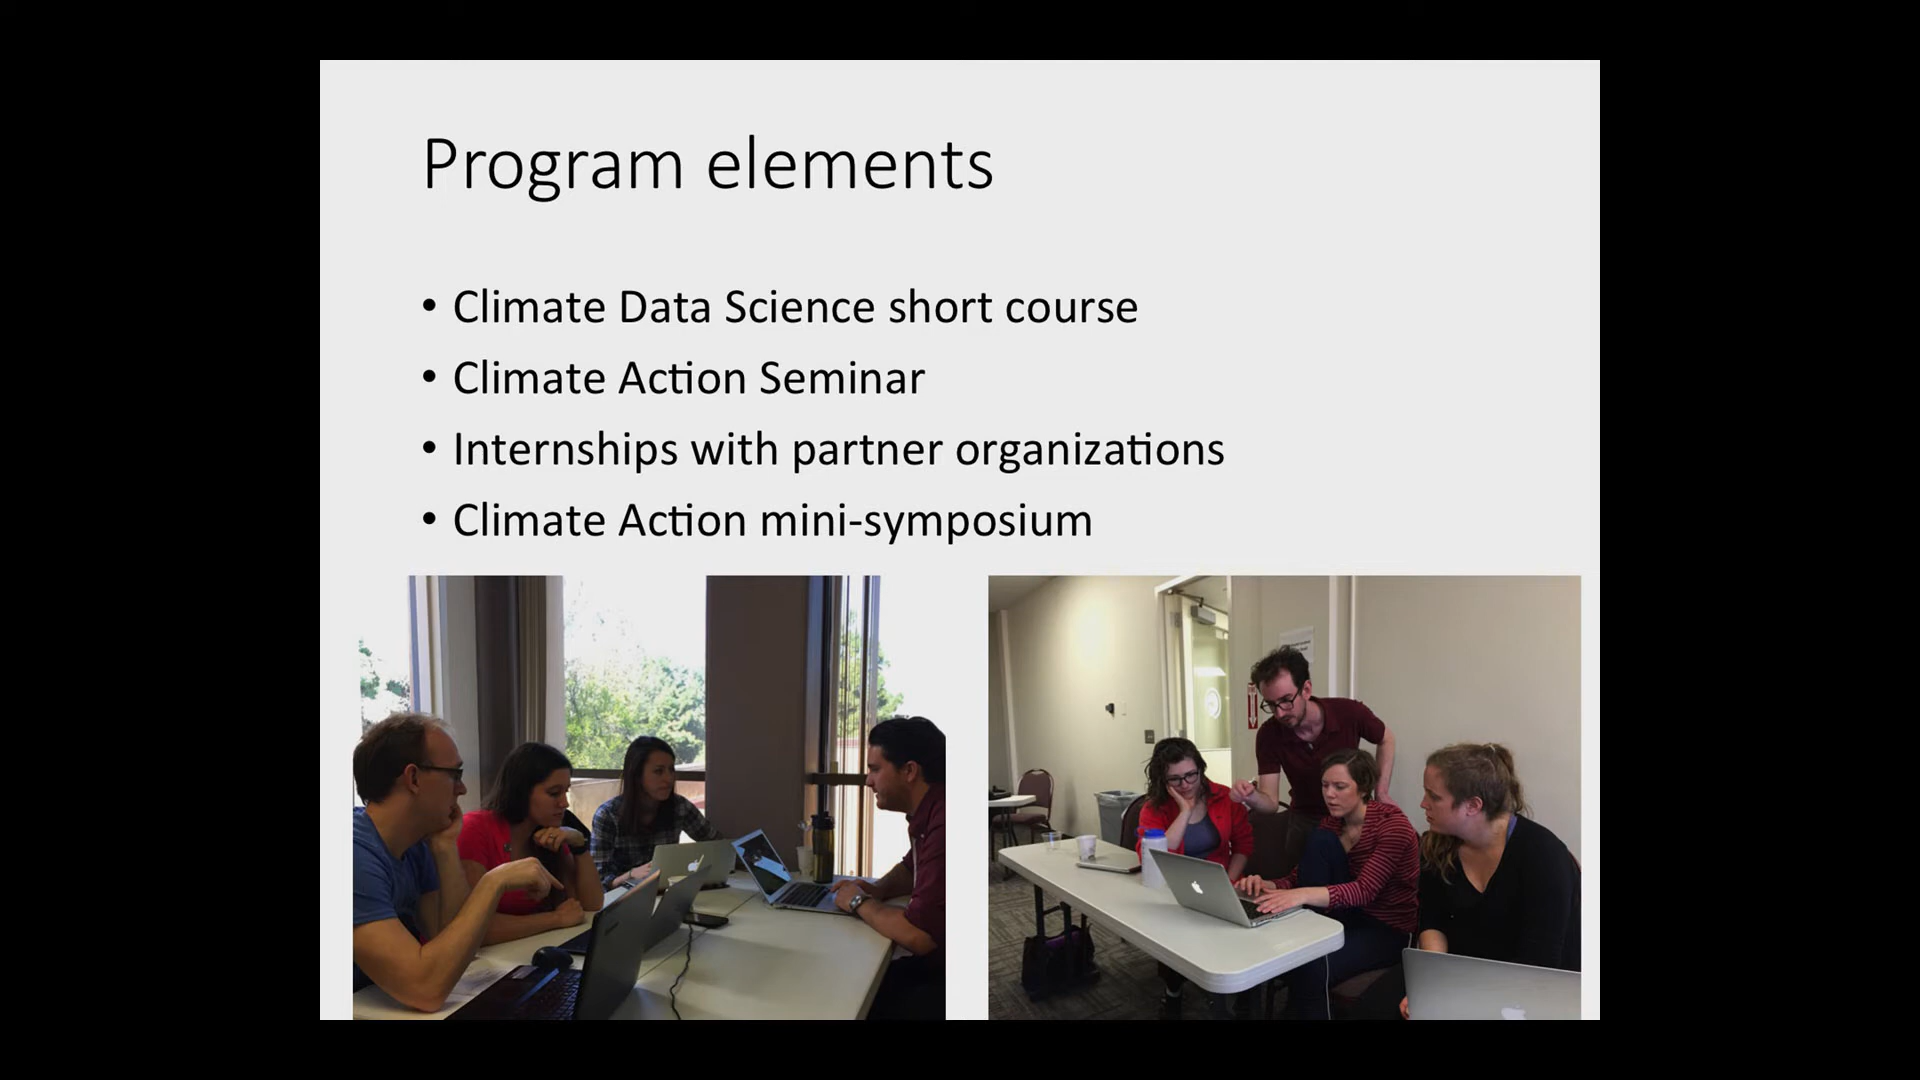 Program elements
• Climate Data Science short course
• Climate Action Seminar
• Internships with partner organizations
• Climate Action mini-symposium